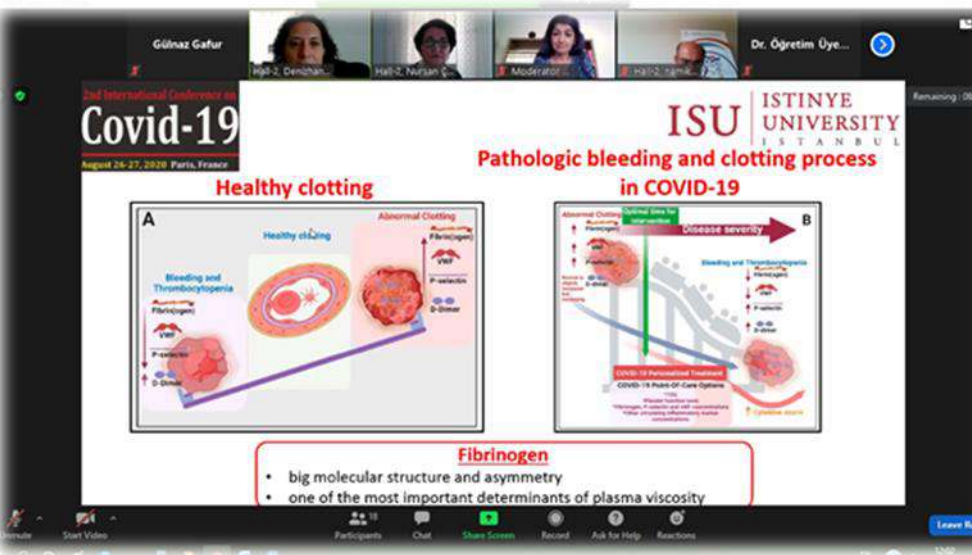 Gülnaz Gafur
Hall-2, Denizhan...
Hall-2, Nursan Ç...
Moderator
Hall-2,
Dr. Öğretim Üye...
Remaining : 08
2nd International Conference on
Covid-19
August 26-27, 2020 Paris, France
ISU
ISTINYE
UNIVERSITY
ISTANBUL
Healthy clotting
Pathologic bleeding and clotting process
in COVID-19
A
Healthy clotting
Abnormal Clotting
Fibrin(ogen)
VWF
P-selectin
D-Dimer
Bleeding and
Thrombocytopenia
Fibrin(ogen)
VWF
P-selectin
D-Dimer
B
Abnormal Clotting
Optimal time for
intervention
Disease severity
Fibrin(ogen)
VWF
P-selectin
D-dimer
Bleeding and Thrombocytopenia
Fibrin(ogen)
VWF
P-selectin
D-dimer
COVID-19 Personalized Treatment
COVID-19 Point-Of-Care Options
Cytokine storm
Fibrinogen
• big molecular structure and asymmetry
• one of the most important determinants of plasma viscosity
Start Video
Participants
18
Chat
Share Screen
Record
Ask for Help
Reactions